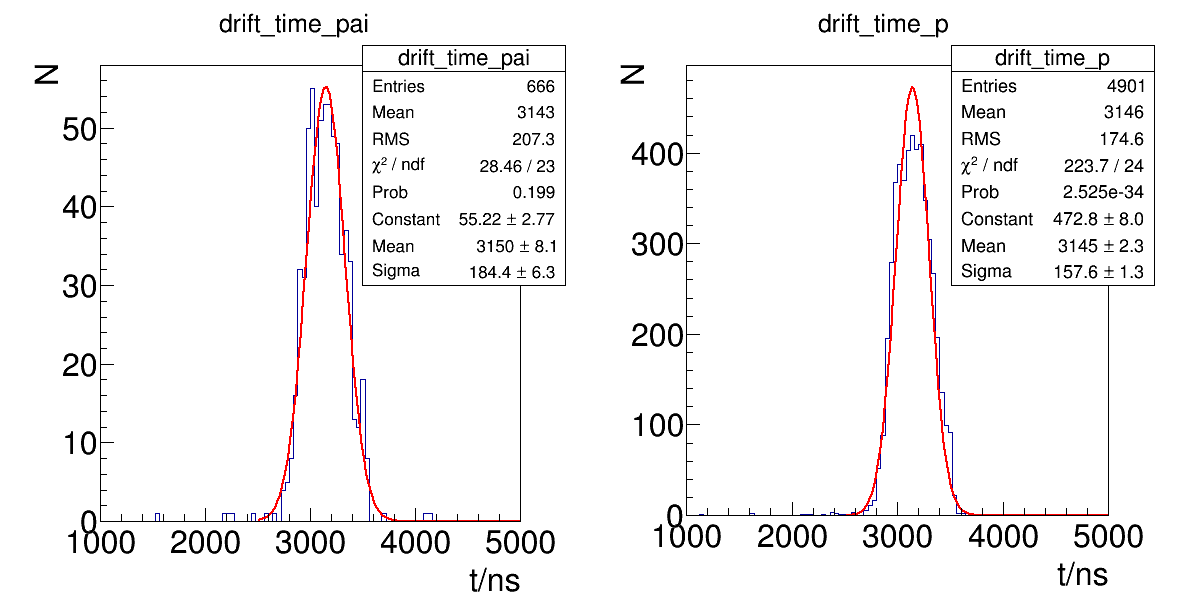 drift_time_pai
drift_time_pai
Entries 666
Mean 3143
RMS 207.3
χ² / ndf 28.46 / 23
Prob 0.199
Constant 55.22 ± 2.77
Mean 3150 ± 8.1
Sigma 184.4 ± 6.3
N
50
40
30
20
10
0
1000 2000 3000 4000 5000
t/ns
drift_time_p
drift_time_p
Entries 4901
Mean 3146
RMS 174.6
χ² / ndf 223.7 / 24
Prob 2.525e-34
Constant 472.8 ± 8.0
Mean 3145 ± 2.3
Sigma 157.6 ± 1.3
N
400
300
200
100
0
1000 2000 3000 4000 5000
t/ns